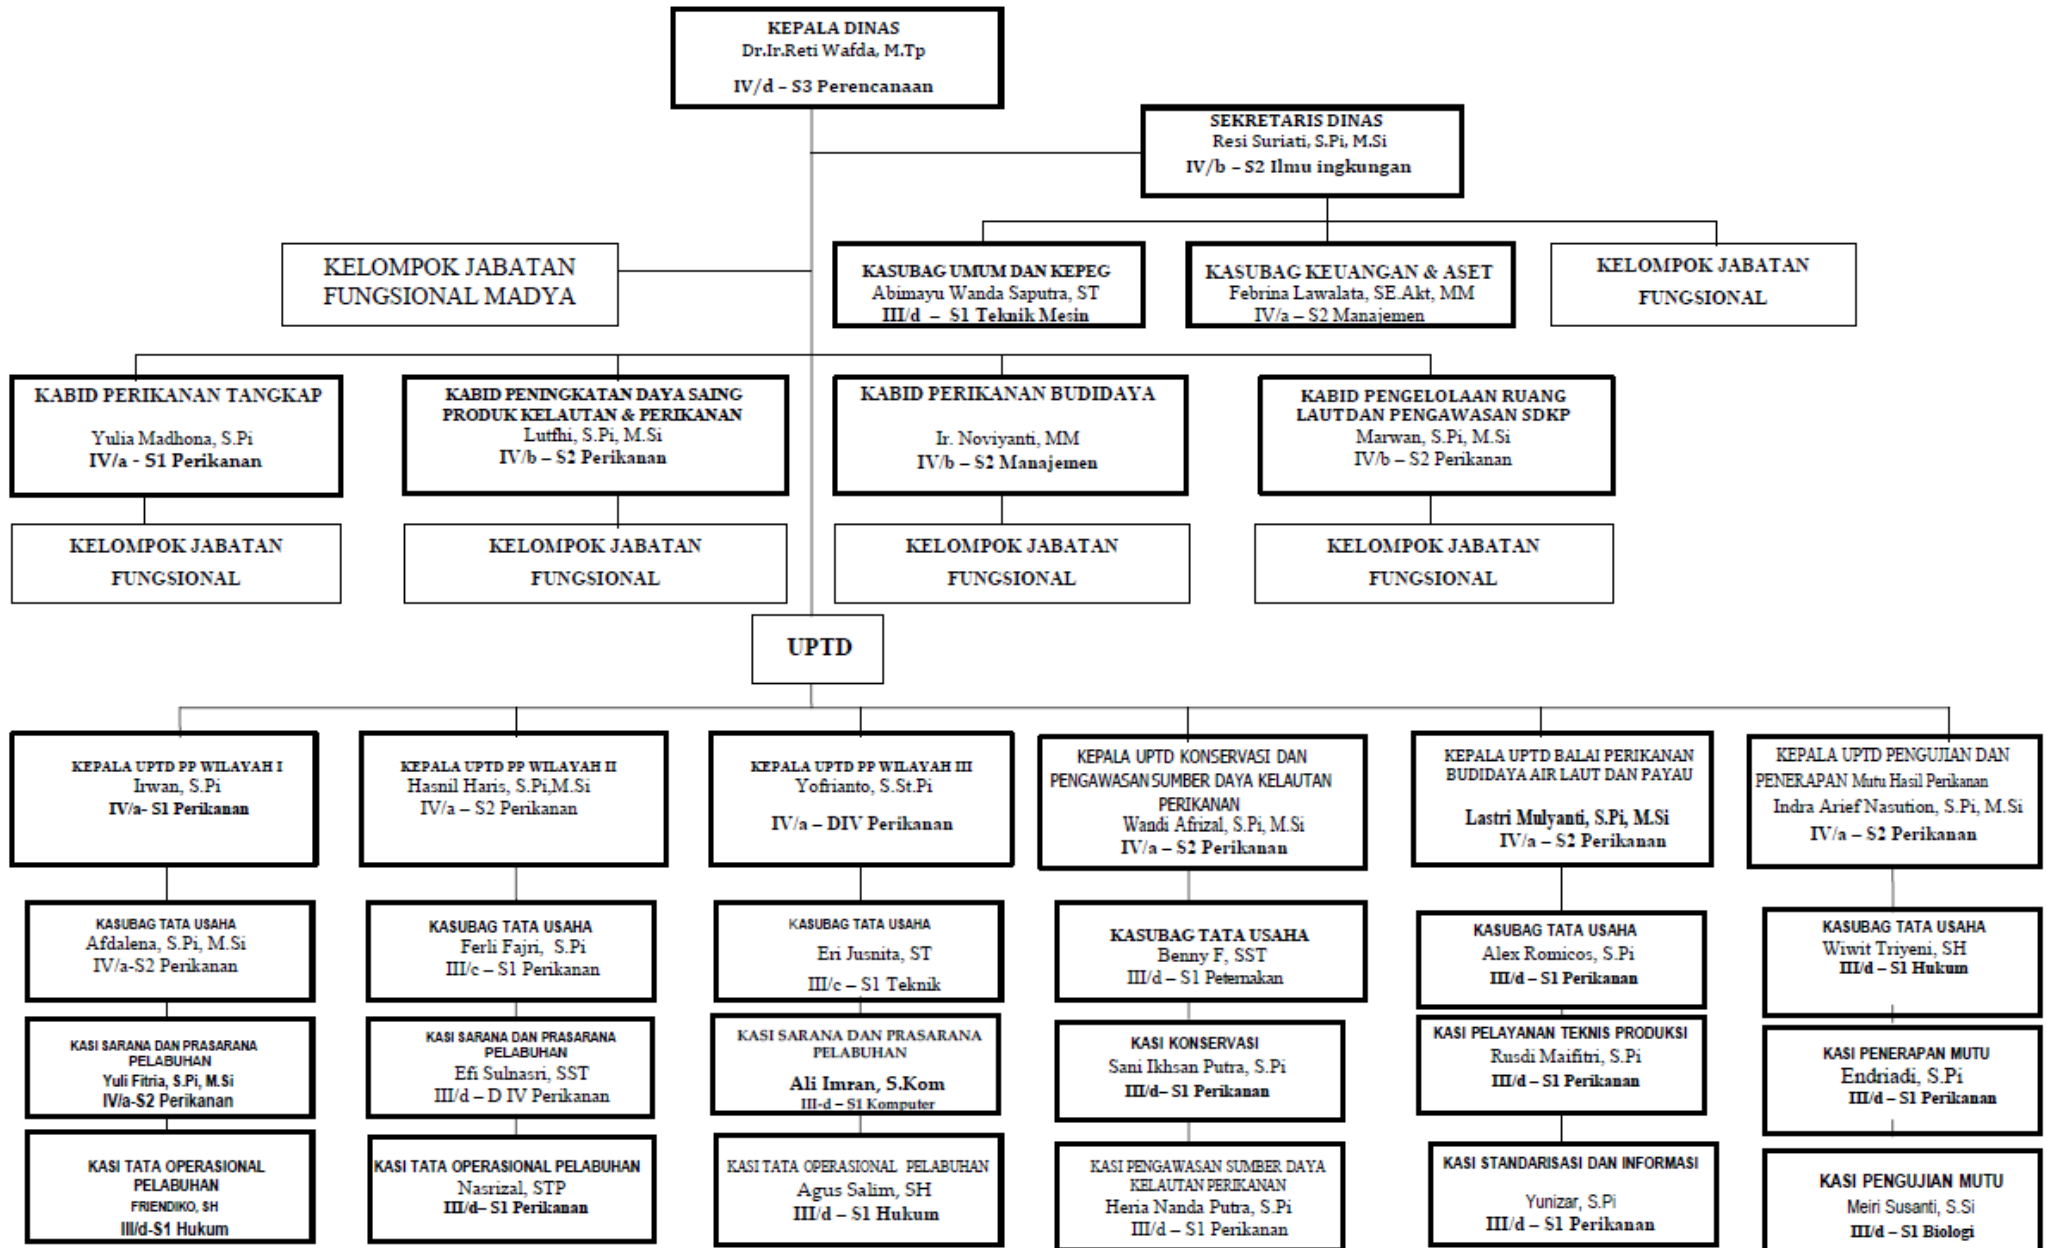 KEPALA DINAS
Dr.Ir.Reti Wafda, M.Tp
IV/d – S3 Perencanaan
SEKRETARIS DINAS
Resi Suriati, S.Pi, M.Si
IV/b – S2 Ilmu ingkungan
KELOMPOK JABATAN
FUNGSIONAL MADYA
KASUBAG UMUM DAN KEPEG
Abimayu Wanda Saputra, ST
III/d – S1 Teknik Mesin
KASUBAG KEUANGAN & ASET
Febrina Lawalata, SE.Akt, MM
IV/a – S2 Manajemen
KELOMPOK JABATAN
FUNGSIONAL
KABID PERIKANAN TANGKAP
Yulia Madhona, S.Pi
IV/a - S1 Perikanan
KABID PENINGKATAN DAYA SAING
PRODUK KELAUTAN & PERIKANAN
Lutfhi, S.Pi, M.Si
IV/b – S2 Perikanan
KABID PERIKANAN BUDIDAYA
Ir. Noviyanti, MM
IV/b – S2 Manajemen
KABID PENGELOLAAN RUANG
LAUTDAN PENGAWASAN SDKP
Marwan, S.Pi, M.Si
IV/b – S2 Perikanan
KELOMPOK JABATAN
FUNGSIONAL
KELOMPOK JABATAN
FUNGSIONAL
KELOMPOK JABATAN
FUNGSIONAL
KELOMPOK JABATAN
FUNGSIONAL
UPTD
KEPALA UPTD PP WILAYAH I
Irwan, S.Pi
IV/a- S1 Perikanan
KEPALA UPTD PP WILAYAH II
Hasnil Haris, S.Pi,M.Si
IV/a – S2 Perikanan
KEPALA UPTD PP WILAYAH III
Yofrianto, S.St.Pi
IV/a – DIV Perikanan
KEPALA UPTD KONSERVASI DAN
PENGAWASAN SUMBER DAYA KELAUTAN
PERIKANAN
Wandi Afrizal, S.Pi, M.Si
IV/a – S2 Perikanan
KEPALA UPTD BALAI PERIKANAN
BUDIDAYA AIR LAUT DAN PAYAU
Lastri Mulyanti, S.Pi, M.Si
IV/a – S2 Perikanan
KEPALA UPTD PENGUJIAN DAN
PENERAPAN Mutu Hasil Perikanan
Indra Arief Nasution, S.Pi, M.Si
IV/a – S2 Perikanan
KASUBAG TATA USAHA
Afdalena, S.Pi, M.Si
IV/a-S2 Perikanan
KASUBAG TATA USAHA
Ferli Fajri, S.Pi
III/c – S1 Perikanan
KASUBAG TATA USAHA
Eri Jusnita, ST
III/c – S1 Teknik
KASUBAG TATA USAHA
Benny F, SST
III/d – S1 Peternakan
KASUBAG TATA USAHA
Alex Romicos, S.Pi
III/d – S1 Perikanan
KASUBAG TATA USAHA
Wiwit Triyeni, SH
III/d – S1 Hukum
KASI SARANA DAN PRASARANA
PELABUHAN
Yuli Fitria, S.Pi, M.Si
IV/a-S2 Perikanan
KASI SARANA DAN PRASARANA
PELABUHAN
Efi Sulnasri, SST
III/d – D IV Perikanan
KASI SARANA DAN PRASARANA
PELABUHAN
Ali Imran, S.Kom
III-d – S1 Komputer
KASI KONSERVASI
Sani Ikhsan Putra, S.Pi
III/d– S1 Perikanan
KASI PELAYANAN TEKNIS PRODUKSI
Rusdi Maifitri, S.Pi
III/d – S1 Perikanan
KASI PENERAPAN MUTU
Endriadi, S.Pi
III/d – S1 Perikanan
KASI TATA OPERASIONAL
PELABUHAN
FRIENDIKO, SH
III/d-S1 Hukum
KASI TATA OPERASIONAL PELABUHAN
Nasrizal, STP
III/d– S1 Perikanan
KASI TATA OPERASIONAL PELABUHAN
Agus Salim, SH
III/d – S1 Hukum
KASI PENGAWASAN SUMBER DAYA
KELAUTAN PERIKANAN
Heria Nanda Putra, S.Pi
III/d – S1 Perikanan
KASI STANDARISASI DAN INFORMASI
Yunizar, S.Pi
III/d – S1 Perikanan
KASI PENGUJIAN MUTU
Meiri Susanti, S.Si
III/d – S1 Biologi